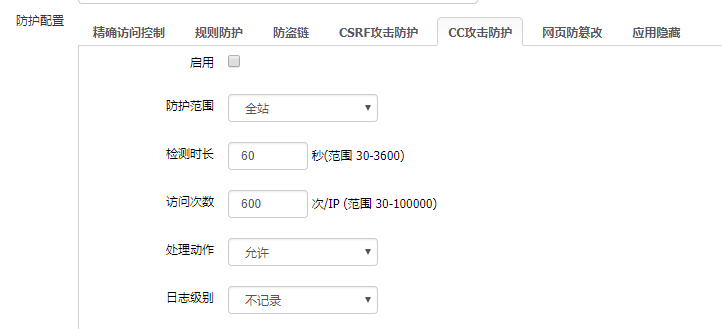 防护配置
精确访问控制 规则防护 防盗链 CSRF攻击防护 CC攻击防护 网页防篡改 应用隐藏
启用
防护范围 全站
检测时长 60 秒(范围 30-3600)
访问次数 600 次/IP (范围 30-100000)
处理动作 允许
日志级别 不记录